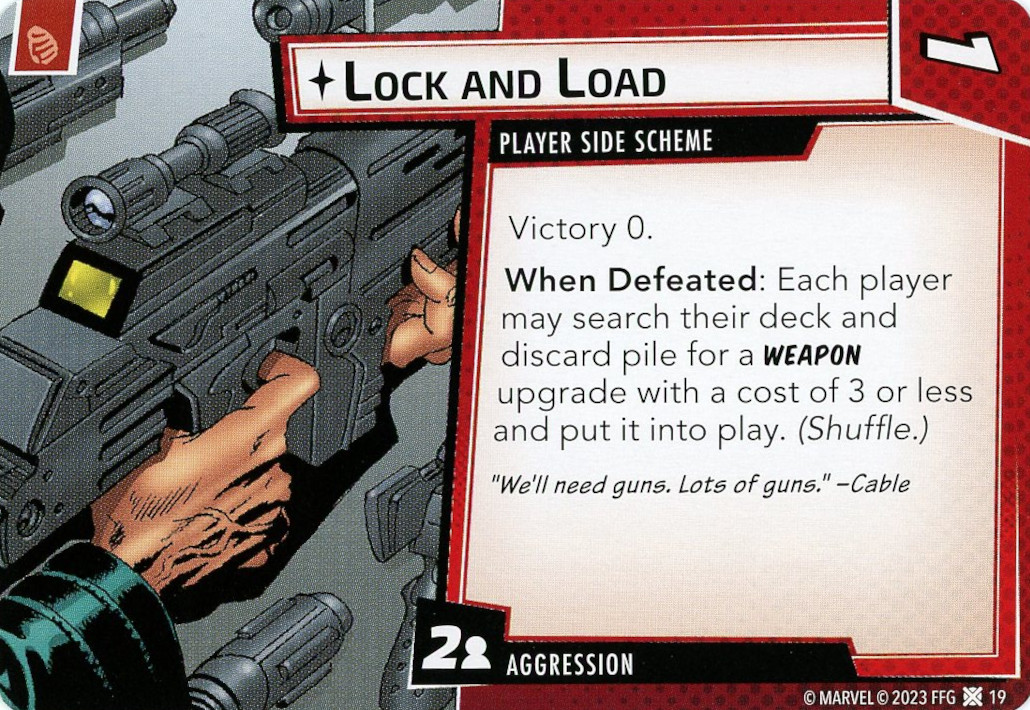 LOCK AND LOAD
1
PLAYER SIDE SCHEME
Victory 0.
When Defeated: Each player
may search their deck and
discard pile for a WEAPON
upgrade with a cost of 3 or less
and put it into play. (Shuffle.)
"We'll need guns. Lots of guns." –Cable
2
AGGRESSION
© MARVEL © 2023 FFG 19